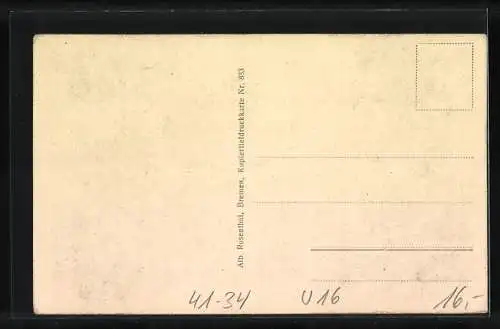 Alb. Rosenthal, Bremen, Kupfertiefdruckkarte Nr. 853
41-34 U16 16,-